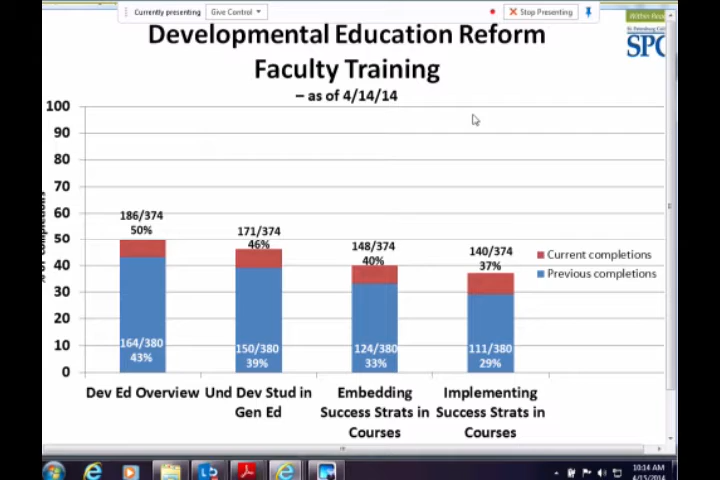 Currently presenting
Give Control
Stop Presenting
Developmental Education Reform
Faculty Training
– as of 4/14/14
St. Petersburg
SPC
100
90
80
70
60
50
40
30
20
10
0
% of completions
186/374
50%
171/374
46%
148/374
40%
140/374
37%
164/380
43%
150/380
39%
124/380
33%
111/380
29%
Current completions
Previous completions
Dev Ed Overview
Und Dev Stud in
Gen Ed
Embedding
Success Strats in
Courses
Implementing
Success Strats in
Courses
10:14 AM
4/15/2014